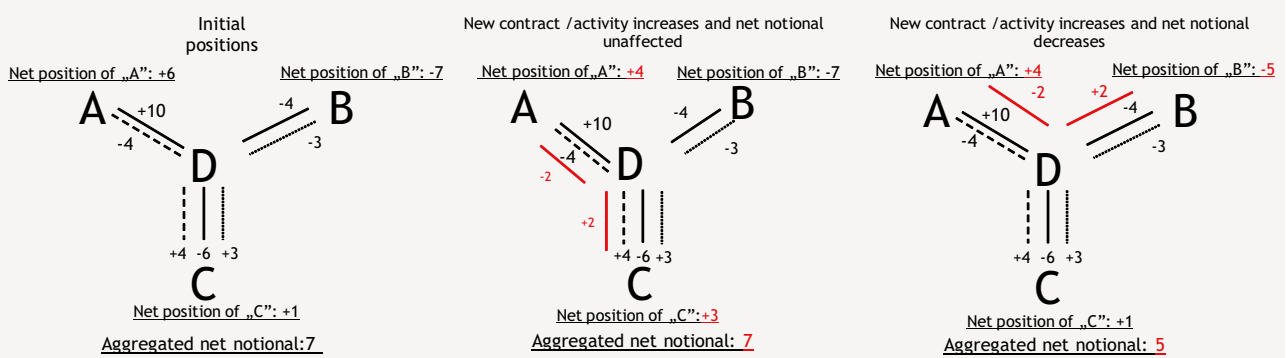 Initial
positions
Net position of „A”: +6
Net position of „B”: -7
A
B
+10
-4
-4
-3
D
+4 -6 +3
C
Net position of „C”: +1
Aggregated net notional:7
New contract /activity increases and net notional
unaffected
Net position of„A”: +4
Net position of „B”: -7
A
B
+10
-4
-4
-3
-2
D
+2
+4 -6 +3
C
Net position of „C”:+3
Aggregated net notional: 7
New contract /activity increases and net notional
decreases
Net position of „A”: +4
Net position of „B”: -5
-2
+2
A
B
+10
-4
-4
-3
D
+4 -6 +3
C
Net position of „C”: +1
Aggregated net notional: 5